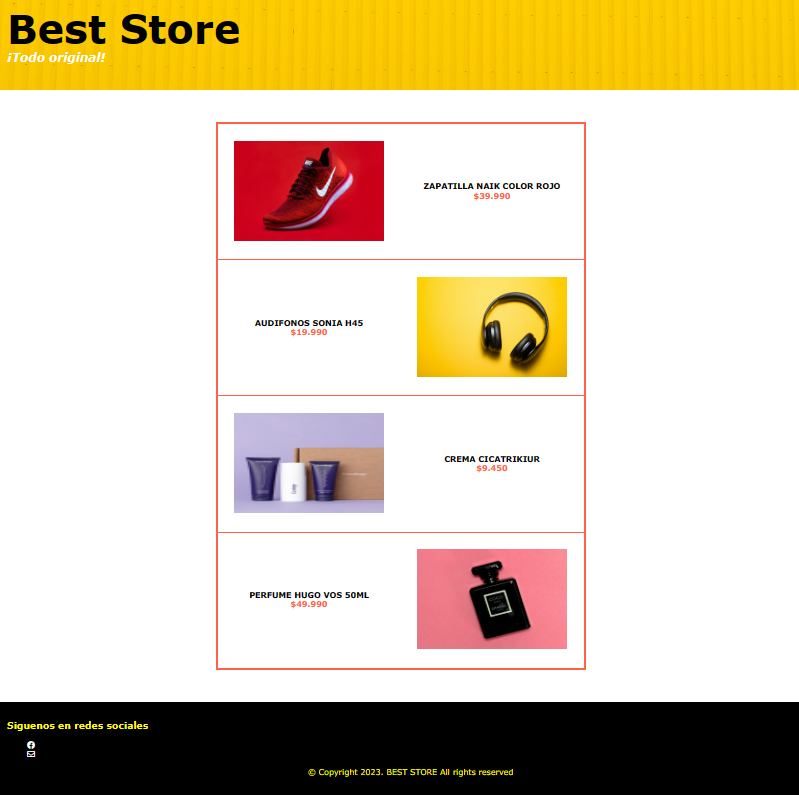 Best Store
¡Todo original!
ZAPATILLA NAIK COLOR ROJO
$39.990
AUDIFONOS SONIA H45
$19.990
CREMA CICATRIKIUR
$9.450
PERFUME HUGO VOS 50ML
$49.990
Siguenos en redes sociales
© Copyright 2023. BEST STORE All rights reserved